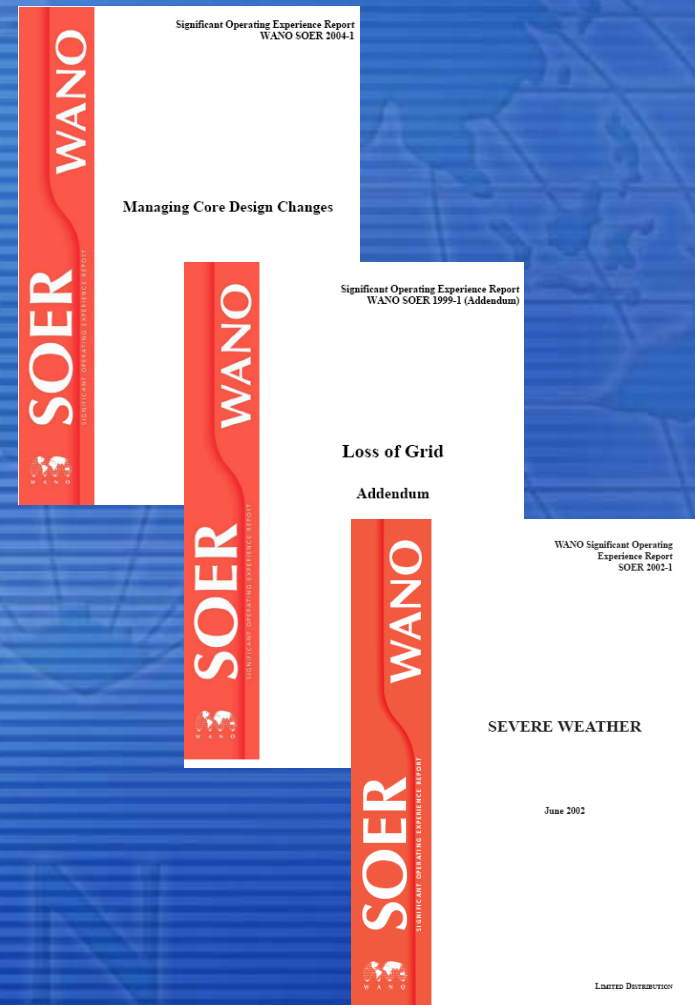 Significant Operating Experience Report
WANO SOER 2004-1
WANO
Managing Core Design Changes
SOER
SIGNIFICANT OPERATING EXPERIENCE REPORT
W A N O
Significant Operating Experience Report
WANO SOER 1999-1 (Addendum)
WANO
Loss of Grid
Addendum
SOER
SIGNIFICANT OPERATING EXPERIENCE REPORT
W A N O
WANO Significant Operating
Experience Report
SOER 2002-1
WANO
SEVERE WEATHER
June 2002
SOER
SIGNIFICANT OPERATING EXPERIENCE REPORT
W A N O
LIMITED DISTRIBUTION
N